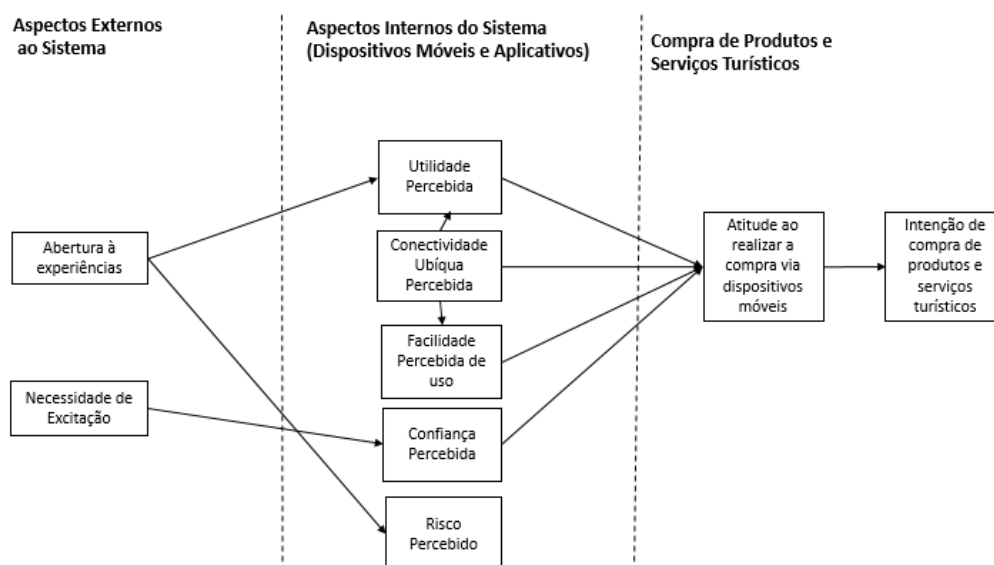 Aspectos Externos
ao Sistema
Aspectos Internos do Sistema
(Dispositivos Móveis e Aplicativos)
Compra de Produtos e
Serviços Turísticos
Abertura à
experiências
Necessidade de
Excitação
Utilidade
Percebida
Conectividade
Ubíqua
Percebida
Facilidade
Percebida de
uso
Confiança
Percebida
Risco
Percebido
Atitude ao
realizar a
compra via
dispositivos
móveis
Intenção de
compra de
produtos e
serviços
turísticos